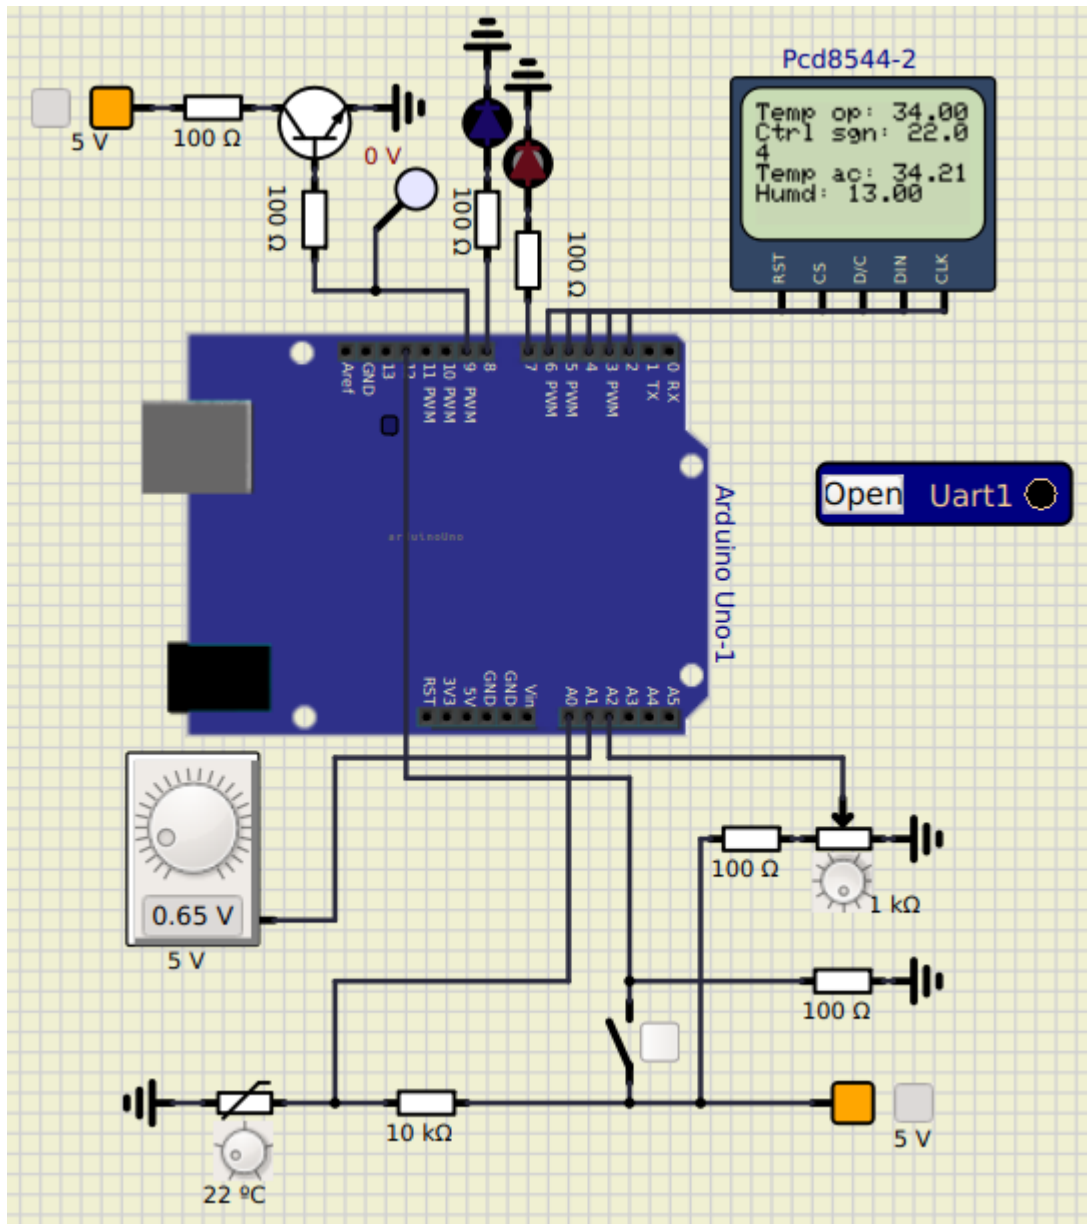 Pcd8544-2
Temp op: 34.00
Ctrl sgn: 22.0
4
Temp ac: 34.21
Humd: 13.00
RST
CS
D/C
DIN
CLK
5 V
100 Ω
0 V
100 Ω
100 Ω
100 Ω
Aref
GND
13
12
11 PWM
10 PWM
9 PWM
8
7
6 PWM
5 PWM
4
3 PWM
2
1 TX
0 RX
arduinoUno
Arduino Uno-1
Open
Uart1
RST
3V3
5V
GND
GND
Vin
A0
A1
A2
A3
A4
A5
0.65 V
5 V
100 Ω
1 kΩ
100 Ω
10 kΩ
5 V
22 ºC